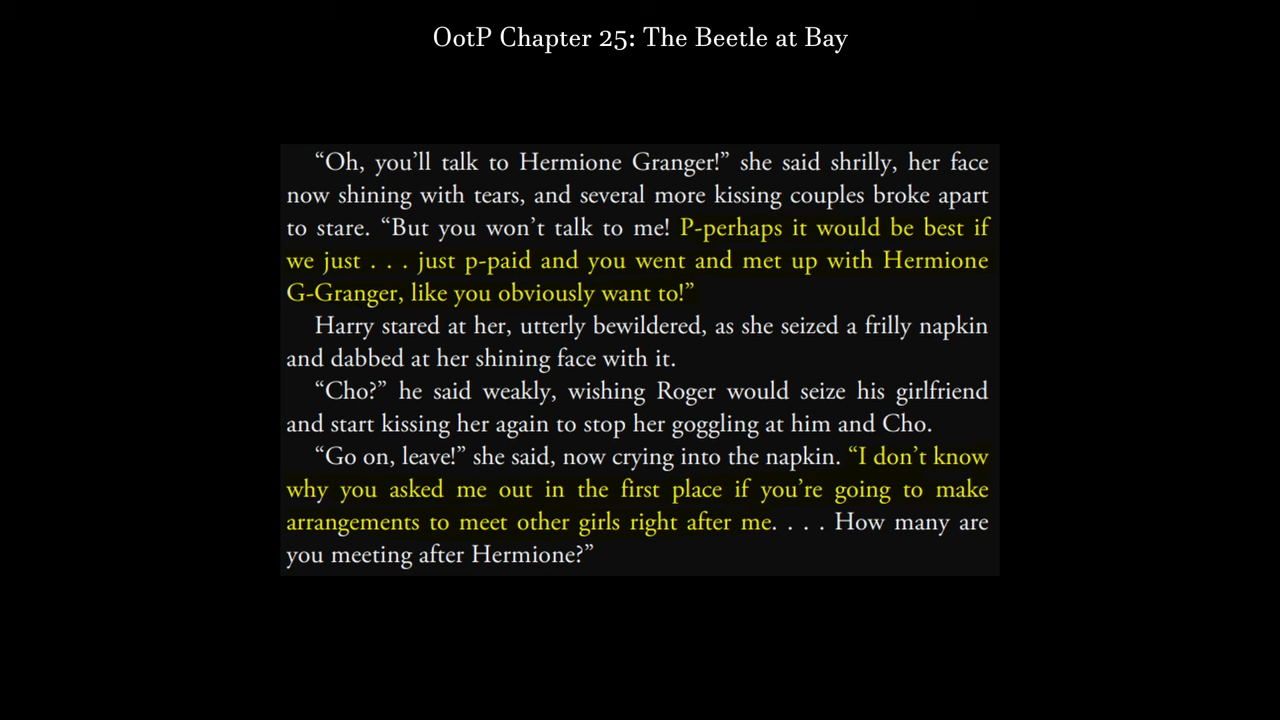 OotP Chapter 25: The Beetle at Bay
“Oh, you’ll talk to Hermione Granger!” she said shrilly, her face
now shining with tears, and several more kissing couples broke apart
to stare. “But you won’t talk to me! P-perhaps it would be best if
we just . . . just p-paid and you went and met up with Hermione
G-Granger, like you obviously want to!”
Harry stared at her, utterly bewildered, as she seized a frilly napkin
and dabbed at her shining face with it.
“Cho?” he said weakly, wishing Roger would seize his girlfriend
and start kissing her again to stop her goggling at him and Cho.
“Go on, leave!” she said, now crying into the napkin. “I don’t know
why you asked me out in the first place if you’re going to make
arrangements to meet other girls right after me. . . . . How many are
you meeting after Hermione?”